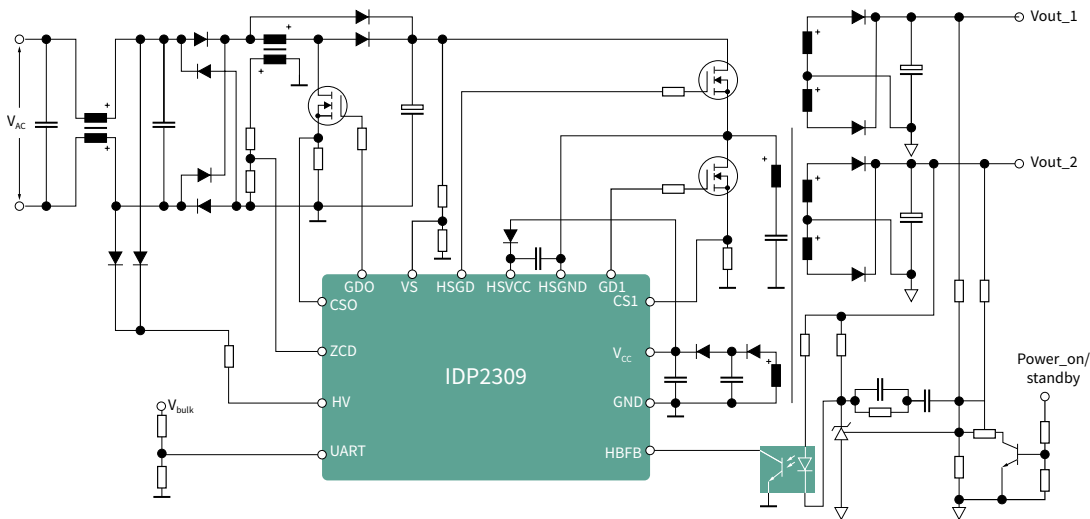 Vout_1
V_AC
Vout_2
GDO
VS
HSGD
HSVCC
HSGND
GD1
CSO
CS1
ZCD
V_CC
Power_on/
standby
IDP2309
V_bulk
HV
GND
UART
HBFB
+
+
+
+
+
+
+
+
+
+